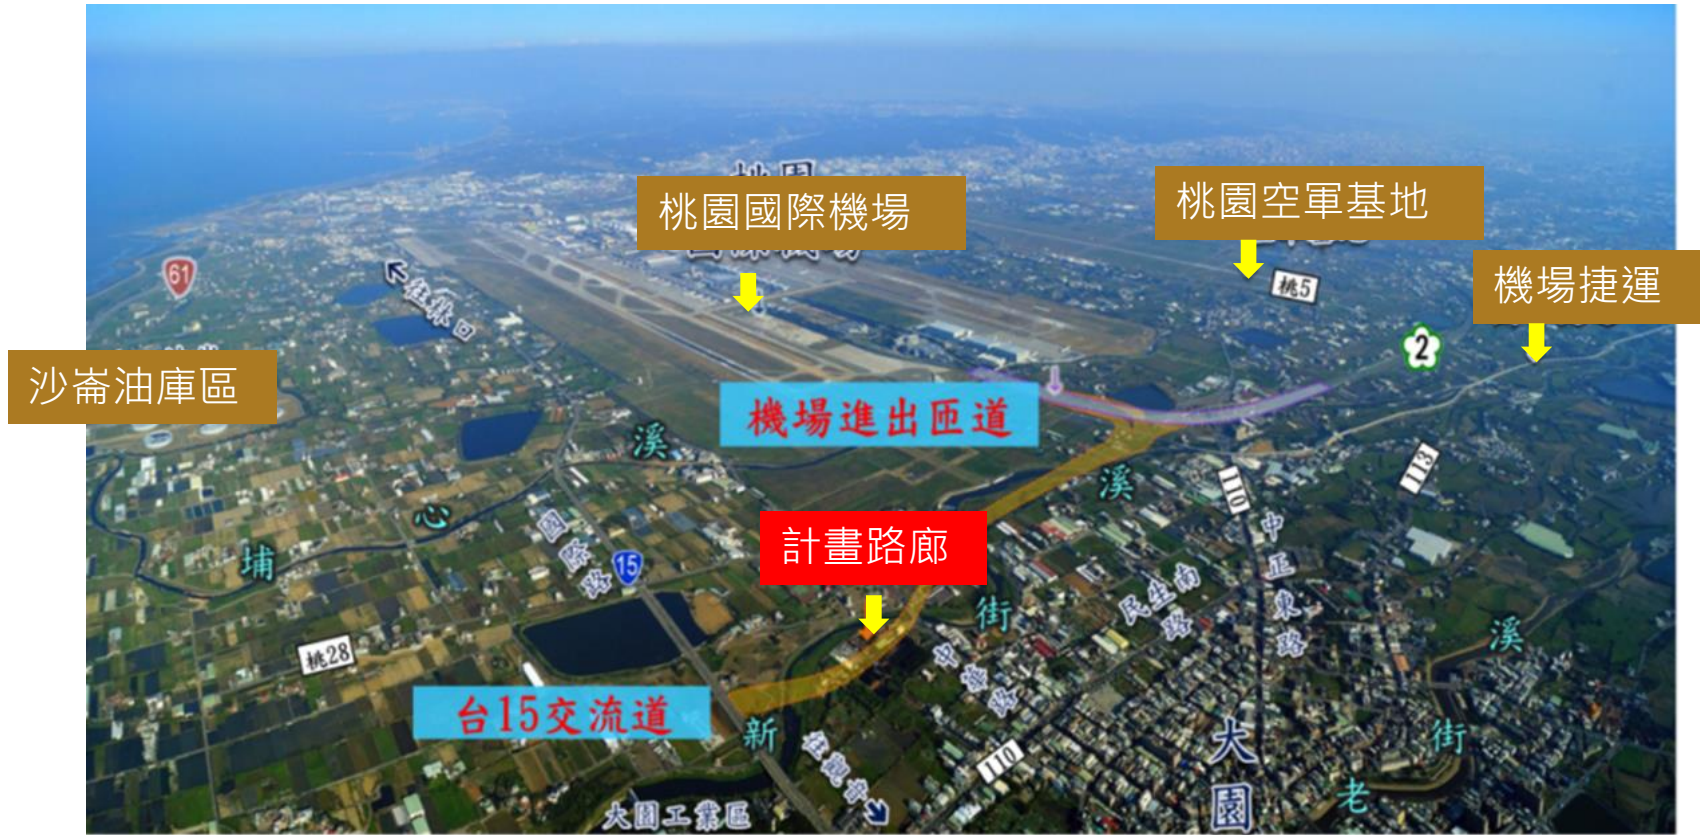 桃園
桃園國際機場
桃園空軍基地
61
往林口
桃5
機場捷運
2
沙崙油庫區
機場進出匝道
溪
心
埔
國際路
15
溪
110
113
計畫路廊
中正東路
民生南路
街
中華路
溪
桃28
台15交流道
新
往觀音
110
大園
街
老
大園工業區